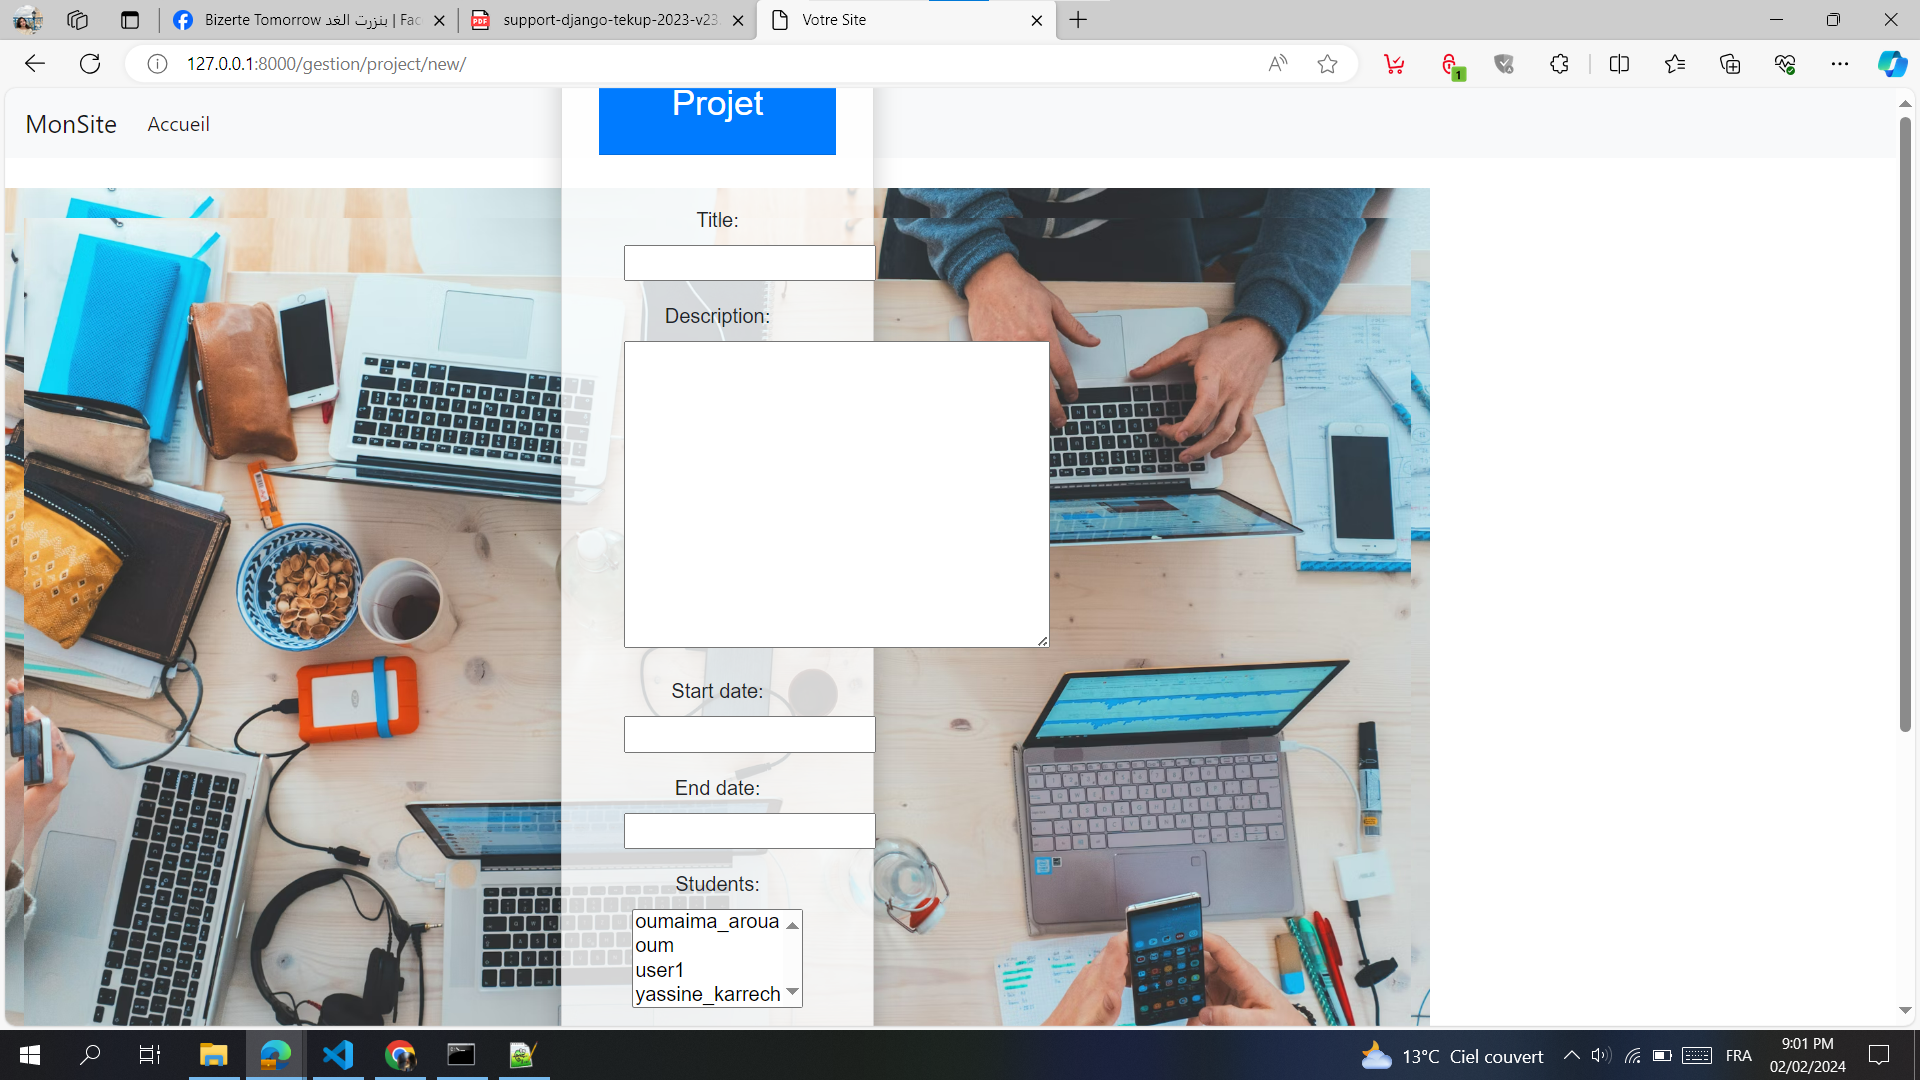 Bizerte Tomorrow بنزرت الغد | Fac
support-django-tekup-2023-v23.
Votre Site
127.0.0.1:8000/gestion/project/new/
1
MonSite
Accueil
Projet
Title:
Description:
Start date:
End date:
Students:
oumaima_aroua
oum
user1
yassine_karrech
13°C Ciel couvert
FRA
9:01 PM
02/02/2024